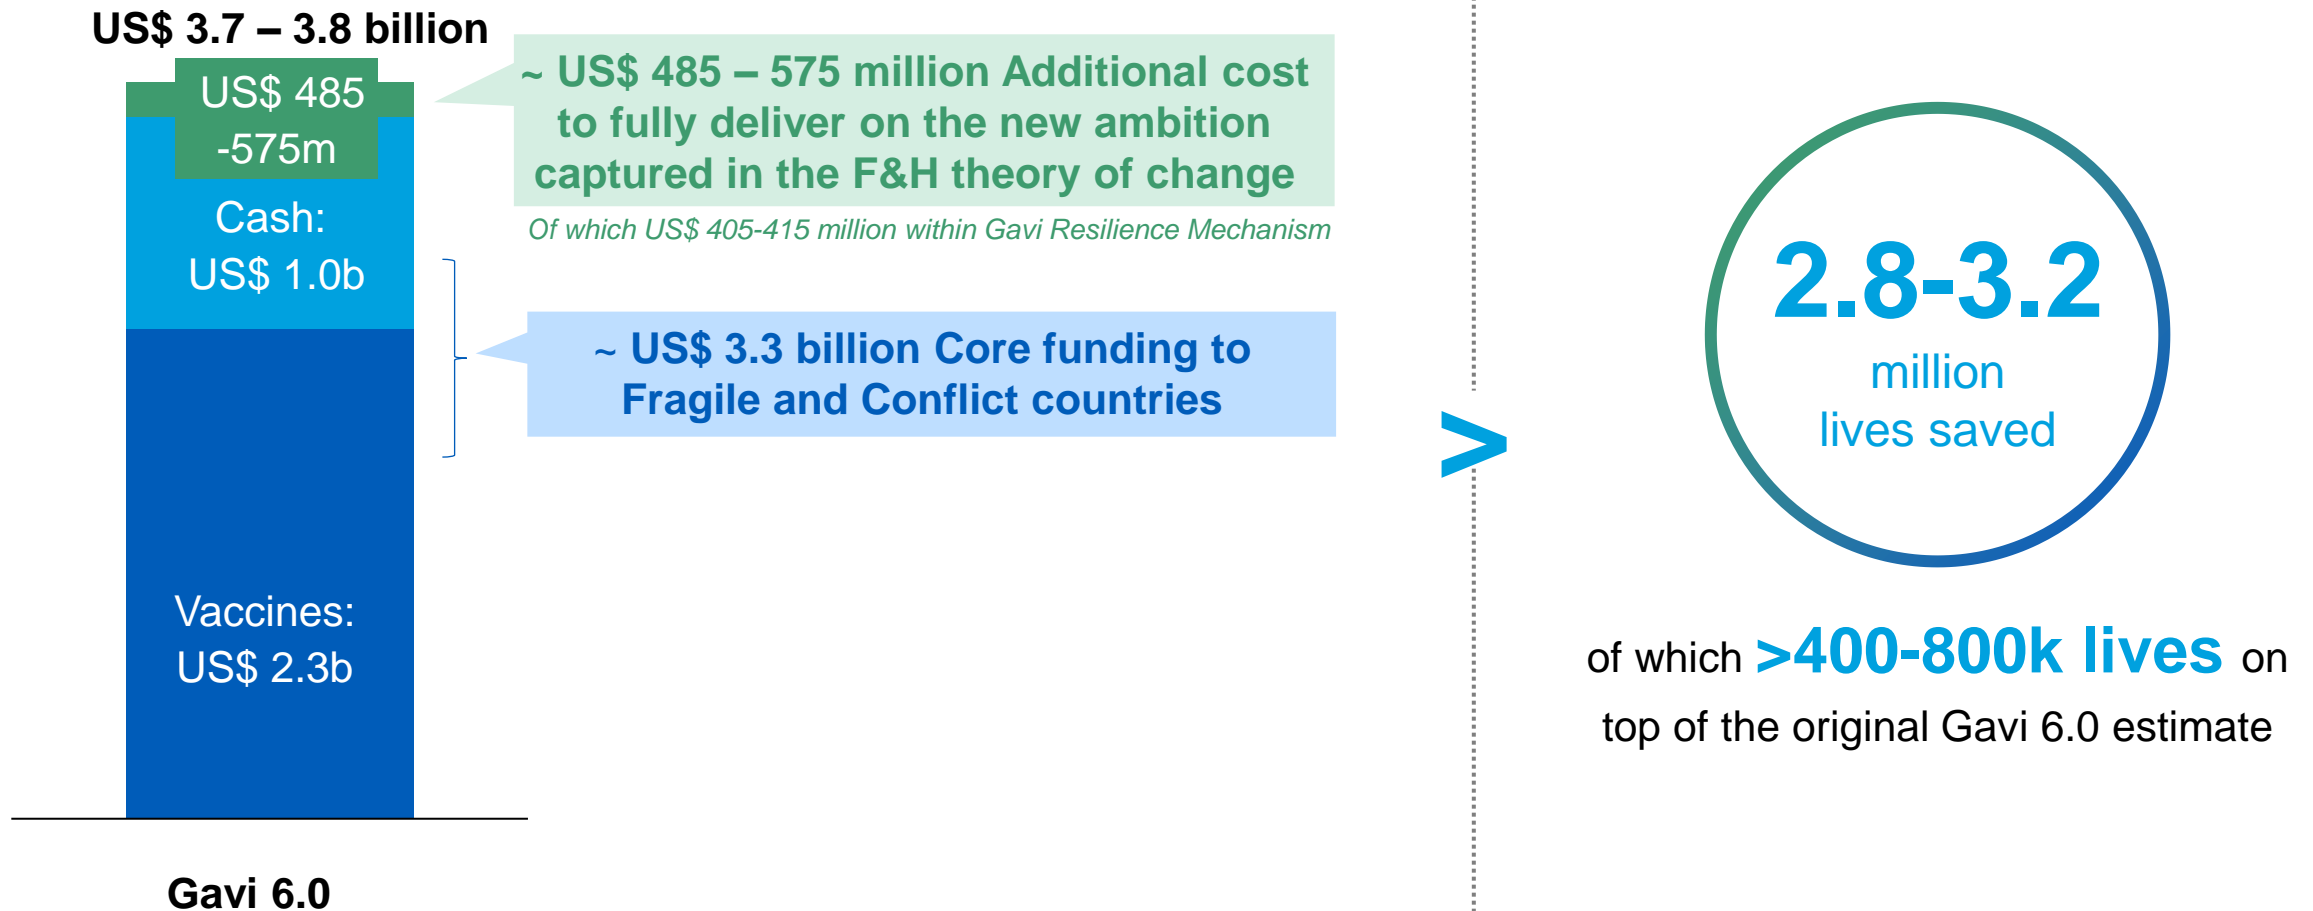 US$ 3.7 – 3.8 billion
US$ 485
-575m
Cash:
US$ 1.0b
Vaccines:
US$ 2.3b
Gavi 6.0
~ US$ 485 – 575 million Additional cost
to fully deliver on the new ambition
captured in the F&H theory of change
Of which US$ 405-415 million within Gavi Resilience Mechanism
~ US$ 3.3 billion Core funding to
Fragile and Conflict countries
>
2.8-3.2
million
lives saved
of which >400-800k lives on
top of the original Gavi 6.0 estimate